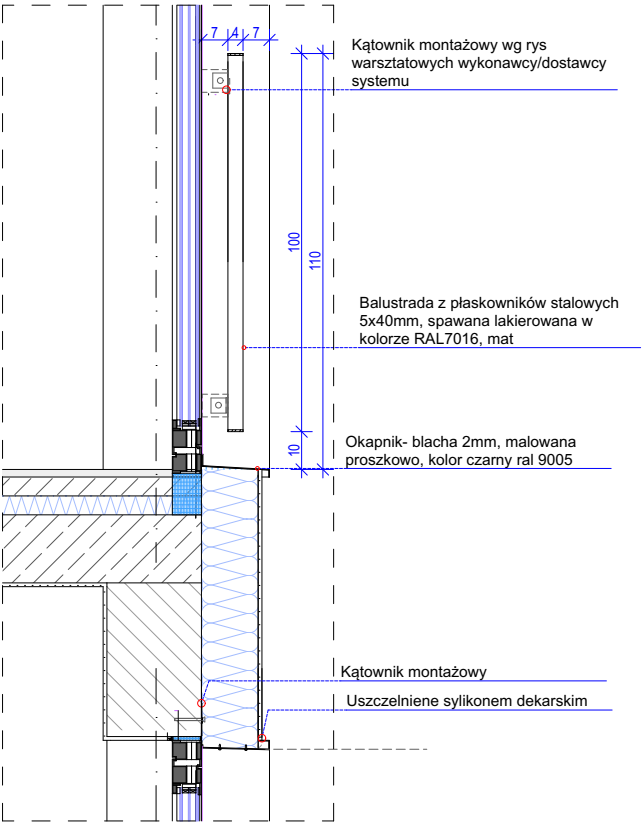 7 4 7
Kątownik montażowy wg rys
warsztatowych wykonawcy/dostawcy
systemu
100
110
Balustrada z płaskowników stalowych
5x40mm, spawana lakierowana w
kolorze RAL7016, mat
10
Okapnik- blacha 2mm, malowana
proszkowo, kolor czarny ral 9005
Kątownik montażowy
Uszczelniene sylikonem dekarskim